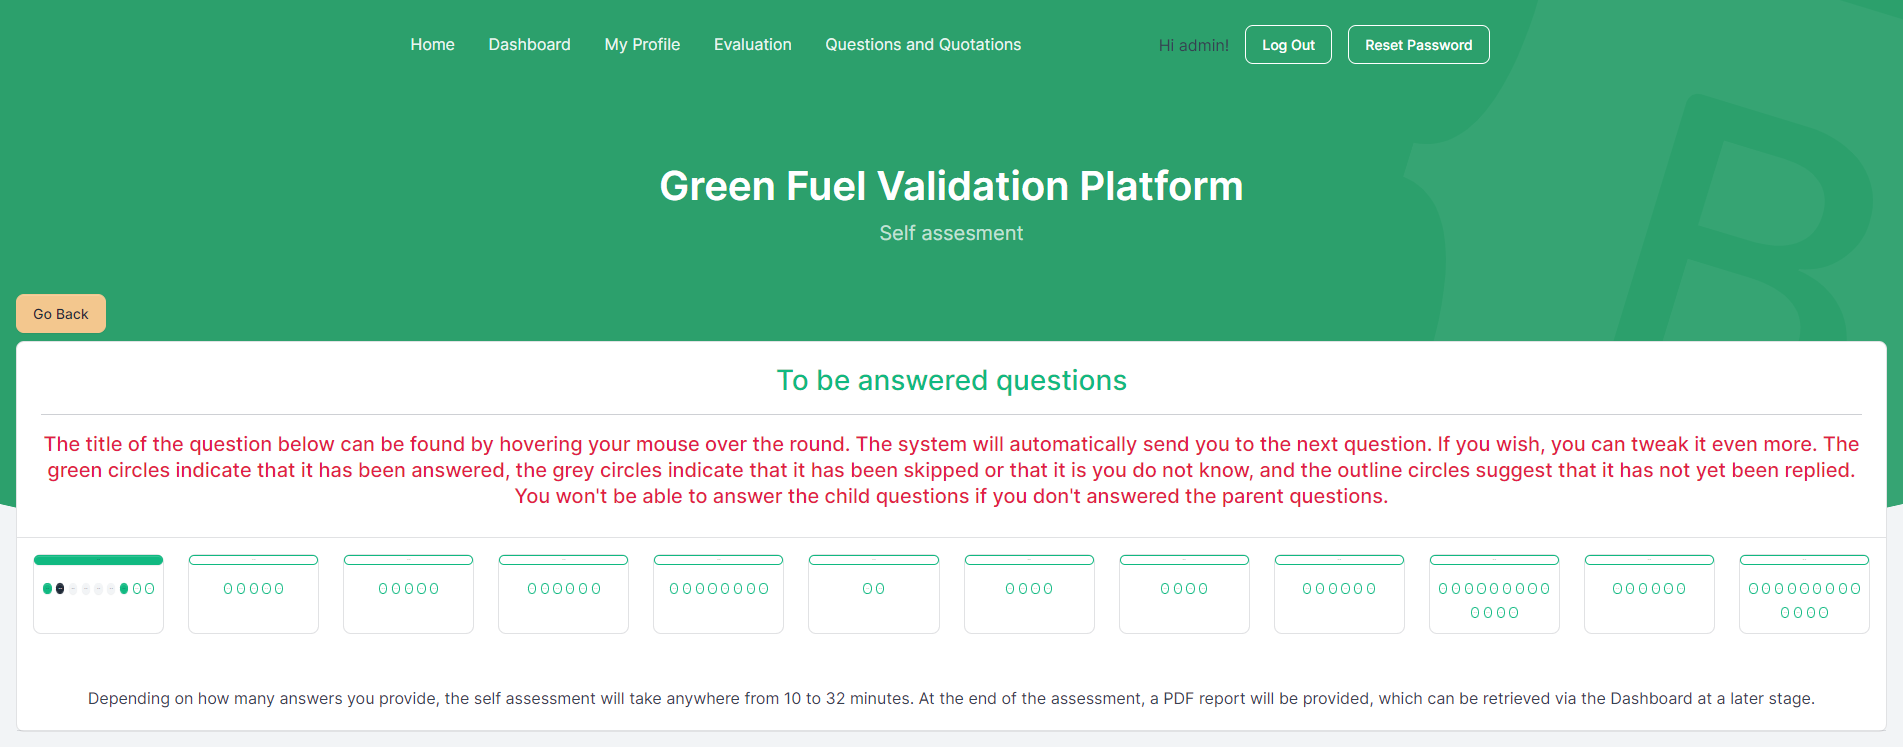 Home Dashboard My Profile Evaluation Questions and Quotations Hi admin! Log Out Reset Password
Green Fuel Validation Platform
Self assesment
Go Back
To be answered questions
The title of the question below can be found by hovering your mouse over the round. The system will automatically send you to the next question. If you wish, you can tweak it even more. The
green circles indicate that it has been answered, the grey circles indicate that it has been skipped or that it is you do not know, and the outline circles suggest that it has not yet been replied.
You won't be able to answer the child questions if you don't answered the parent questions.
Depending on how many answers you provide, the self assessment will take anywhere from 10 to 32 minutes. At the end of the assessment, a PDF report will be provided, which can be retrieved via the Dashboard at a later stage.